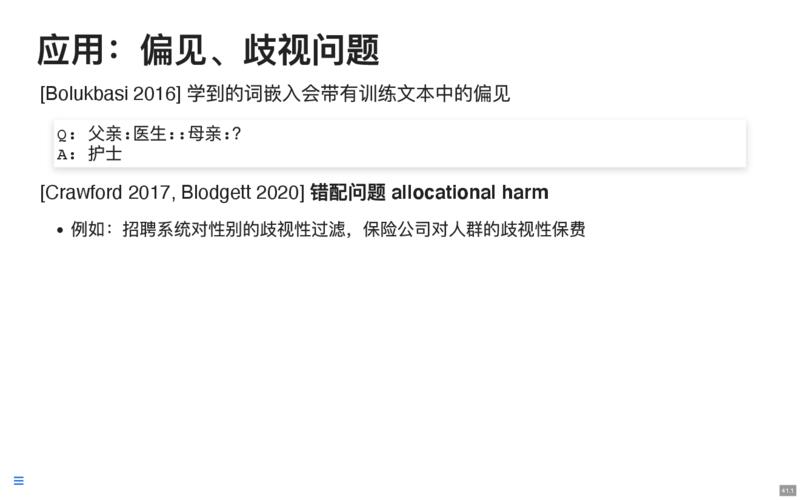 应用：偏见、歧视问题
[Bolukbasi 2016] 学到的词嵌入会带有训练文本中的偏见
Q: 父亲:医生::母亲:?
A: 护士
[Crawford 2017, Blodgett 2020] 错配问题 allocational harm
• 例如：招聘系统对性别的歧视性过滤，保险公司对人群的歧视性保费
41.1